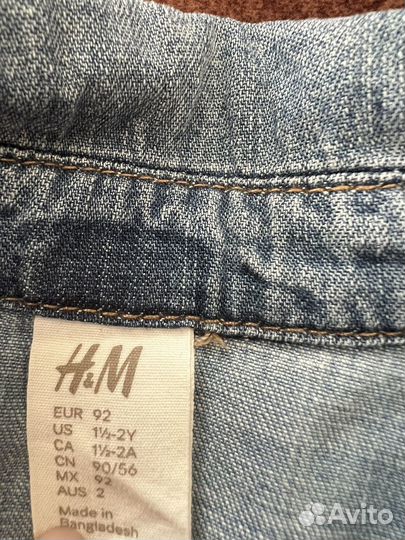 H&M
EUR 92
US 1½-2Y
CA 1½-2A
CN 90/56
MX 92
AUS 2
Made in
Bangladesh
Avito